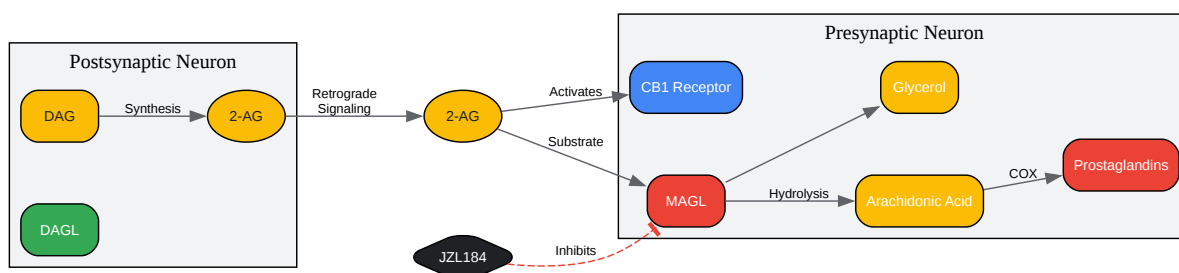 Postsynaptic Neuron
DAG
Synthesis
2-AG
DAGL
Retrograde
Signaling
2-AG
Activates
Substrate
Presynaptic Neuron
CB1 Receptor
Glycerol
MAGL
Hydrolysis
Arachidonic Acid
COX
Prostaglandins
JZL184
Inhibits